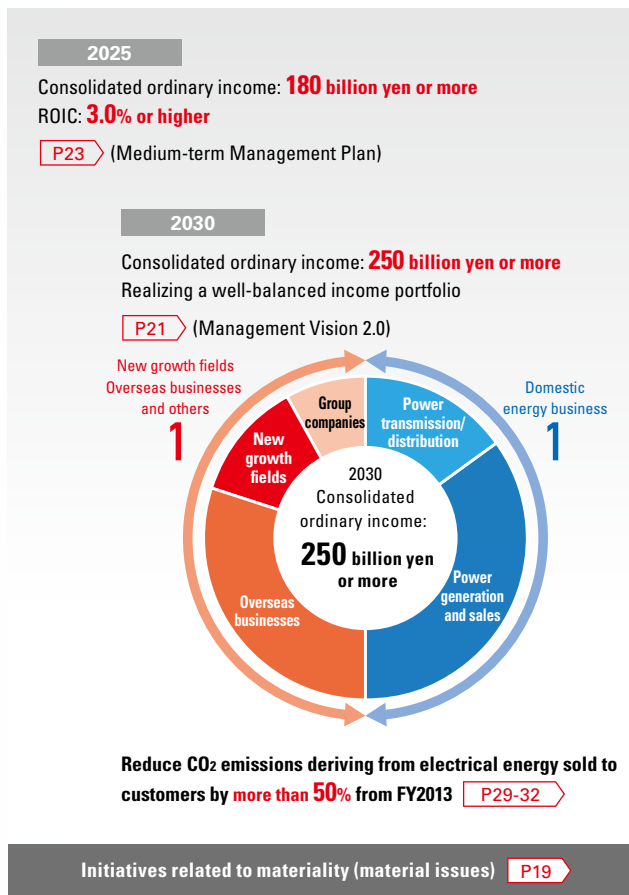 2025
Consolidated ordinary income: 180 billion yen or more
ROIC: 3.0% or higher
P23 (Medium-term Management Plan)
2030
Consolidated ordinary income: 250 billion yen or more
Realizing a well-balanced income portfolio
P21 (Management Vision 2.0)
New growth fields
Overseas businesses
and others
1
Domestic
energy business
1
Group
companies
Power
transmission/
distribution
New
growth
fields
2030
Consolidated
ordinary income:
250 billion yen
or more
Overseas
businesses
Power
generation
and sales
Reduce CO2 emissions deriving from electrical energy sold to
customers by more than 50% from FY2013 P29-32
Initiatives related to materiality (material issues) P19